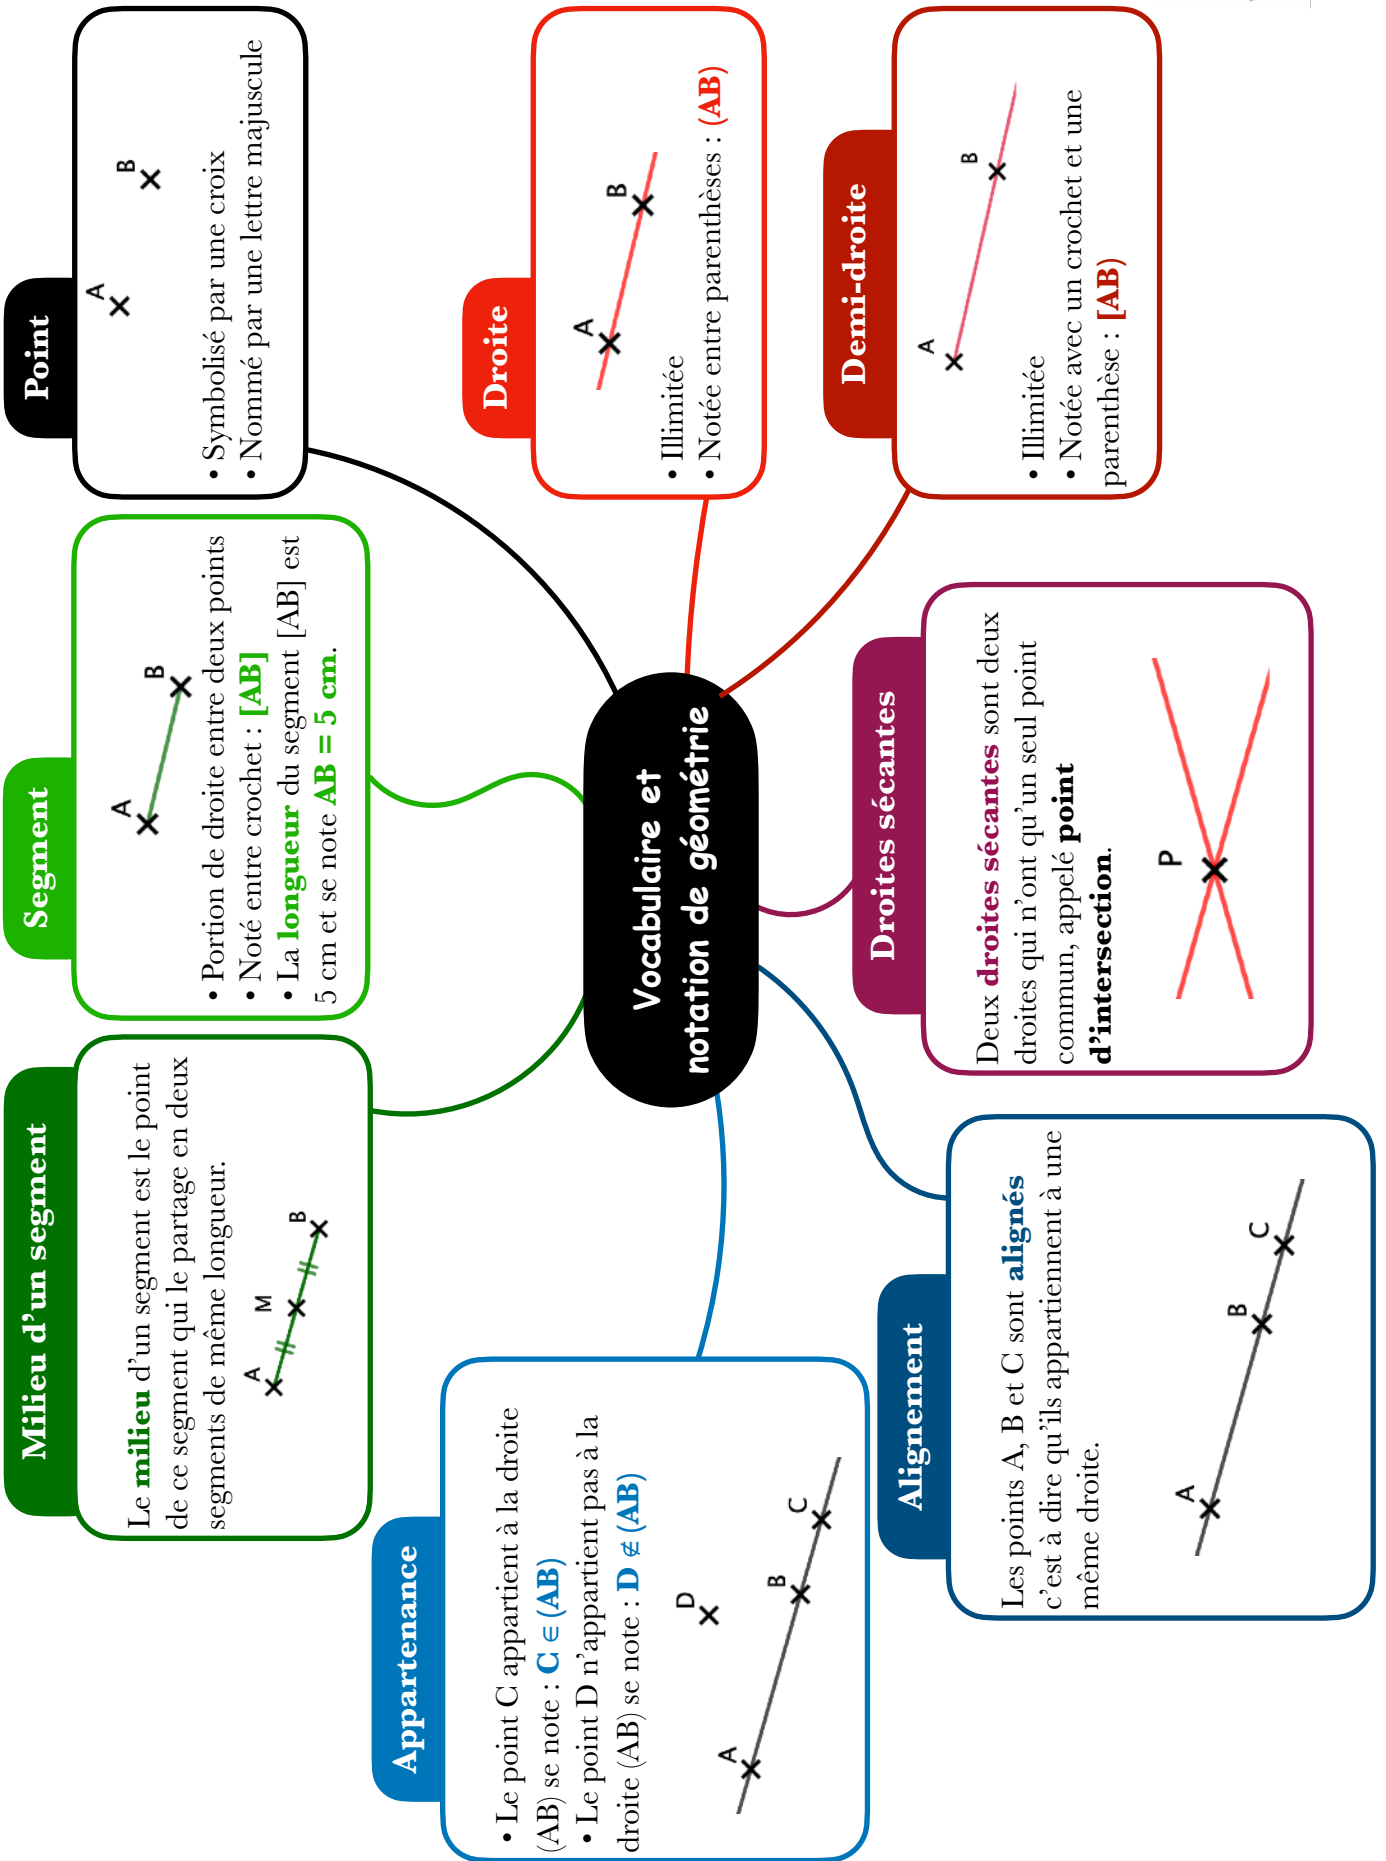 Milieu d'un segment
Le milieu d'un segment est le point
de ce segment qui le partage en deux
segments de même longueur.
A
M
B
Segment
A
B
• Portion de droite entre deux points
• Noté entre crochet : [AB]
• La longueur du segment [AB] est
5 cm et se note AB = 5 cm.
Point
A
B
• Symbolisé par une croix
• Nommé par une lettre majuscule
Appartenance
• Le point C appartient à la droite
(AB) se note : C ∈ (AB)
• Le point D n'appartient pas à la
droite (AB) se note : D ∉ (AB)
D
A
B
C
Vocabulaire et
notation de géométrie
Droite
A
B
• Illimitée
• Notée entre parenthèses : (AB)
Alignement
Les points A, B et C sont alignés
c'est à dire qu'ils appartiennent à une
même droite.
A
B
C
Droites sécantes
Deux droites sécantes sont deux
droites qui n'ont qu'un seul point
commun, appelé point
d'intersection.
P
Demi-droite
A
B
• Illimitée
• Notée avec un crochet et une
parenthèse : [AB)